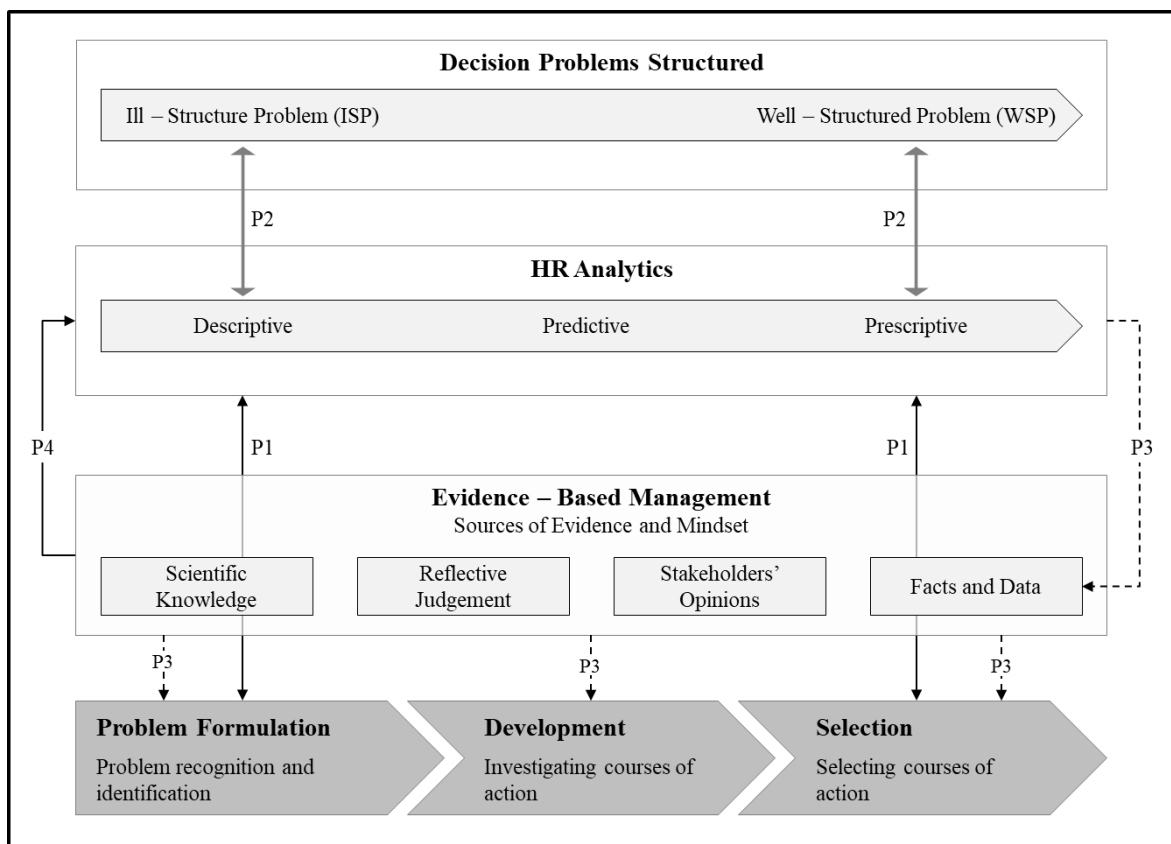 Decision Problems Structured
Ill – Structure Problem (ISP)
Well – Structured Problem (WSP)
P2
P2
HR Analytics
Descriptive
Predictive
Prescriptive
P4
P1
P1
P3
Evidence – Based Management
Sources of Evidence and Mindset
Scientific
Knowledge
Reflective
Judgement
Stakeholders’
Opinions
Facts and Data
P3
P3
P3
Problem Formulation
Problem recognition and
identification
Development
Investigating courses of
action
Selection
Selecting courses of
action